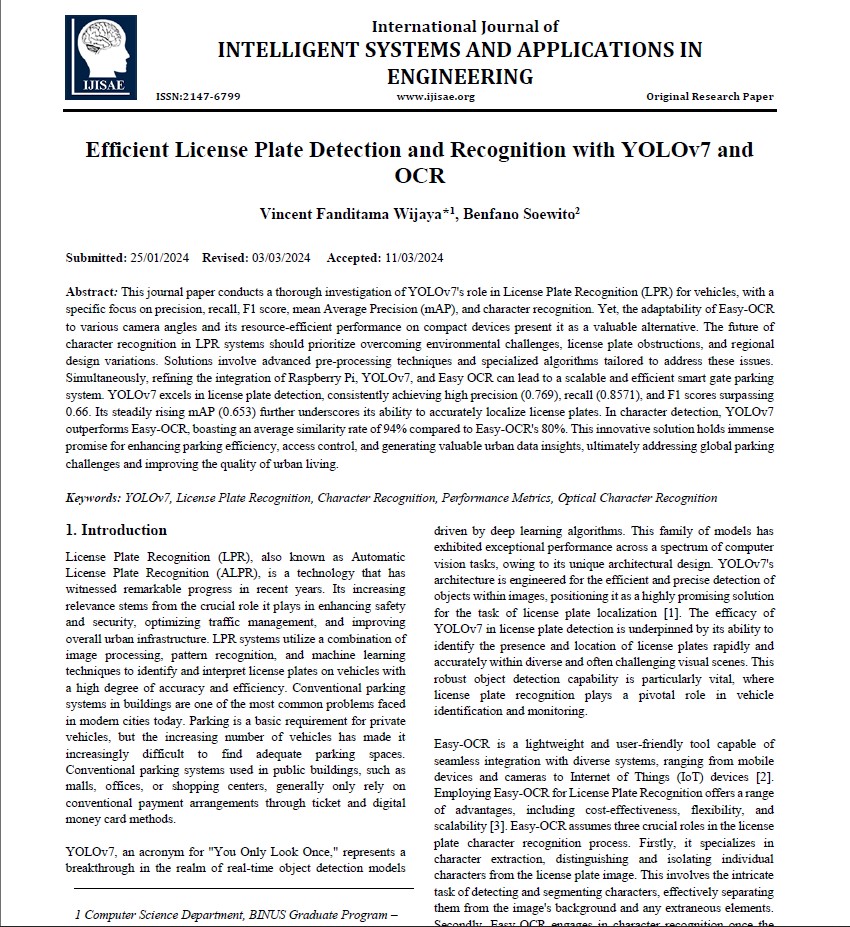 International Journal of
INTELLIGENT SYSTEMS AND APPLICATIONS IN
ENGINEERING
IJISAE
ISSN:2147-6799 www.ijisae.org Original Research Paper
Efficient License Plate Detection and Recognition with YOLOv7 and
OCR
Vincent Fanditama Wijaya*¹, Benfano Soewito²
Submitted: 25/01/2024 Revised: 03/03/2024 Accepted: 11/03/2024
Abstract: This journal paper conducts a thorough investigation of YOLOv7's role in License Plate Recognition (LPR) for vehicles, with a
specific focus on precision, recall, F1 score, mean Average Precision (mAP), and character recognition. Yet, the adaptability of Easy-OCR
to various camera angles and its resource-efficient performance on compact devices present it as a valuable alternative. The future of
character recognition in LPR systems should prioritize overcoming environmental challenges, license plate obstructions, and regional
design variations. Solutions involve advanced pre-processing techniques and specialized algorithms tailored to address these issues.
Simultaneously, refining the integration of Raspberry Pi, YOLOv7, and Easy OCR can lead to a scalable and efficient smart gate parking
system. YOLOv7 excels in license plate detection, consistently achieving high precision (0.769), recall (0.8571), and F1 scores surpassing
0.66. Its steadily rising mAP (0.653) further underscores its ability to accurately localize license plates. In character detection, YOLOv7
outperforms Easy-OCR, boasting an average similarity rate of 94% compared to Easy-OCR's 80%. This innovative solution holds immense
promise for enhancing parking efficiency, access control, and generating valuable urban data insights, ultimately addressing global parking
challenges and improving the quality of urban living.
Keywords: YOLOv7, License Plate Recognition, Character Recognition, Performance Metrics, Optical Character Recognition
1. Introduction
License Plate Recognition (LPR), also known as Automatic
License Plate Recognition (ALPR), is a technology that has
witnessed remarkable progress in recent years. Its increasing
relevance stems from the crucial role it plays in enhancing safety
and security, optimizing traffic management, and improving
overall urban infrastructure. LPR systems utilize a combination of
image processing, pattern recognition, and machine learning
techniques to identify and interpret license plates on vehicles with
a high degree of accuracy and efficiency. Conventional parking
systems in buildings are one of the most common problems faced
in modern cities today. Parking is a basic requirement for private
vehicles, but the increasing number of vehicles has made it
increasingly difficult to find adequate parking spaces.
Conventional parking systems used in public buildings, such as
malls, offices, or shopping centers, generally only rely on
conventional payment arrangements through ticket and digital
money card methods.
YOLOv7, an acronym for "You Only Look Once," represents a
breakthrough in the realm of real-time object detection models
1 Computer Science Department, BINUS Graduate Program –
driven by deep learning algorithms. This family of models has
exhibited exceptional performance across a spectrum of computer
vision tasks, owing to its unique architectural design. YOLOv7's
architecture is engineered for the efficient and precise detection of
objects within images, positioning it as a highly promising solution
for the task of license plate localization [1]. The efficacy of
YOLOv7 in license plate detection is underpinned by its ability to
identify the presence and location of license plates rapidly and
accurately within diverse and often challenging visual scenes. This
robust object detection capability is particularly vital, where
license plate recognition plays a pivotal role in vehicle
identification and monitoring.
Easy-OCR is a lightweight and user-friendly tool capable of
seamless integration with diverse systems, ranging from mobile
devices and cameras to Internet of Things (IoT) devices [2].
Employing Easy-OCR for License Plate Recognition offers a range
of advantages, including cost-effectiveness, flexibility, and
scalability [3]. Easy-OCR assumes three crucial roles in the license
plate character recognition process. Firstly, it specializes in
character extraction, distinguishing and isolating individual
characters from the license plate image. This involves the intricate
task of detecting and segmenting characters, effectively separating
them from the image's background and any extraneous elements.
Secondly, Easy-OCR engages in character recognition once the